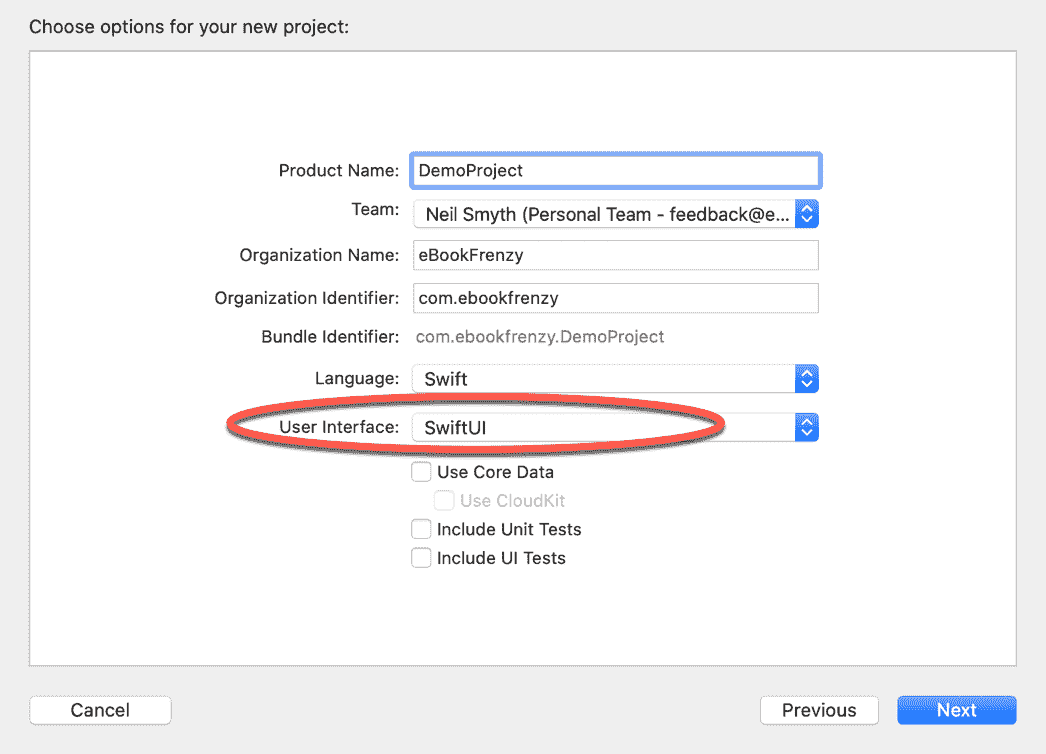 Choose options for your new project:
Product Name: DemoProject
Team: Neil Smyth (Personal Team - feedback@e...
Organization Name: eBookFrenzy
Organization Identifier: com.ebookfrenzy
Bundle Identifier: com.ebookfrenzy.DemoProject
Language: Swift
User Interface: SwiftUI
Use Core Data
Use CloudKit
Include Unit Tests
Include UI Tests
Cancel Previous Next